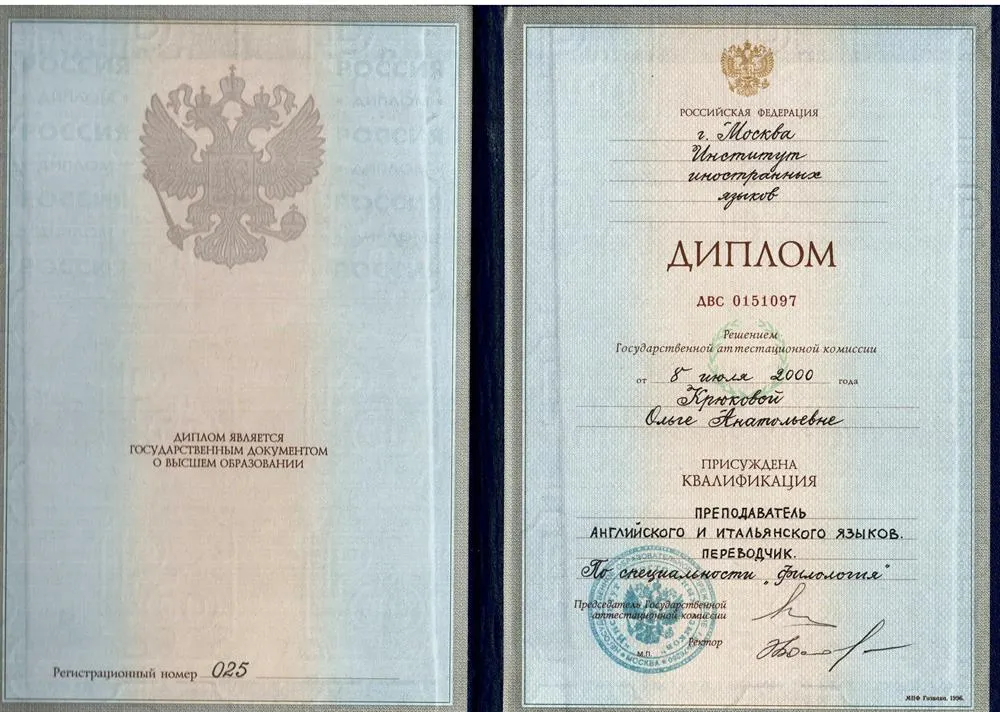 ДИПЛОМ ЯВЛЯЕТСЯ
ГОСУДАРСТВЕННЫМ ДОКУМЕНТОМ
О ВЫСШЕМ ОБРАЗОВАНИИ
Регистрационный номер 025
РОССИЙСКАЯ ФЕДЕРАЦИЯ
г. Москва
Институт
иностранных
языков
ДИПЛОМ
ДВС 0151097
Решением
Государственной аттестационной комиссии
от 8 июля 2000 года
Крюковой
Ольге Анатольевне
ПРИСУЖДЕНА
КВАЛИФИКАЦИЯ
ПРЕПОДАВАТЕЛЬ
АНГЛИЙСКОГО И ИТАЛЬЯНСКОГО ЯЗЫКОВ.
ПЕРЕВОДЧИК.
По специальности „Филология"
Председатель Государственной
аттестационной комиссии
Ректор
М.П.
МОСКВА
МПФ Гознака. 1996.